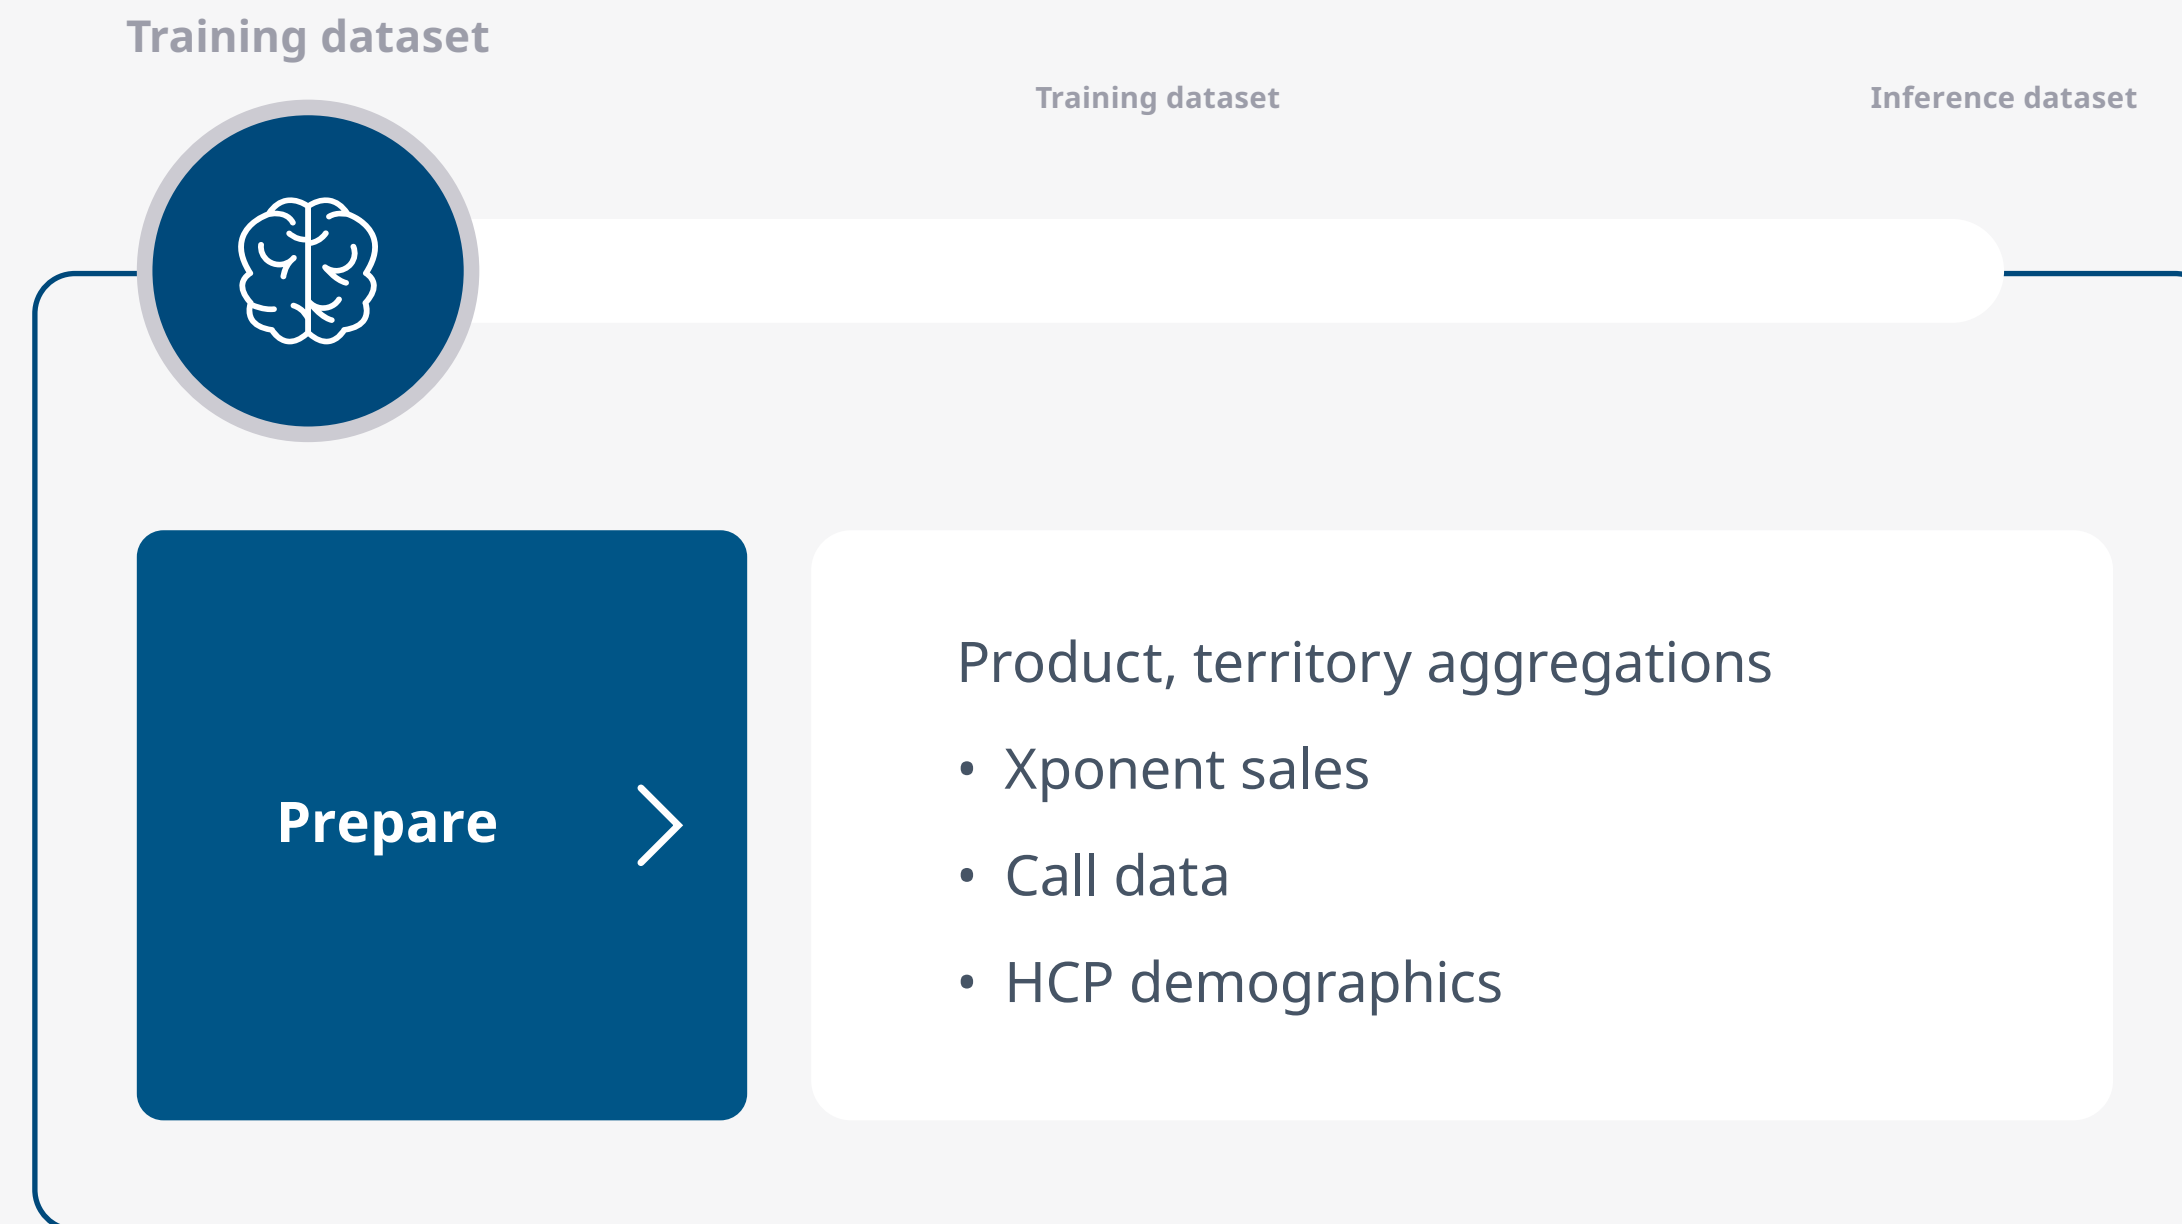 Training dataset
Training dataset
Inference dataset
Prepare
Product, territory aggregations
• Xponent sales
• Call data
• HCP demographics